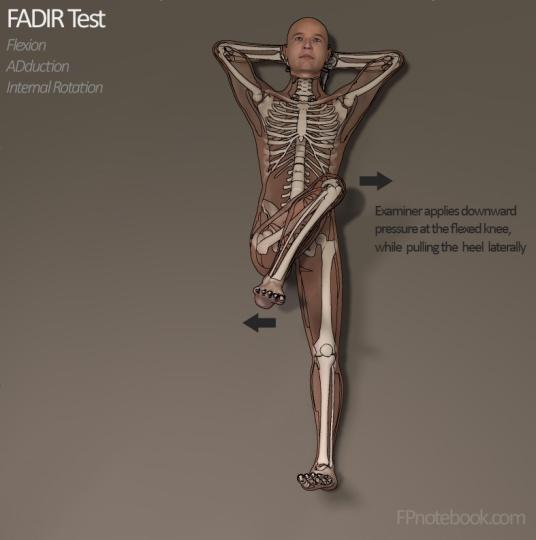 FADIR Test
Flexion
ADduction
Internal Rotation
Examiner applies downward
pressure at the flexed knee,
while pulling the heel laterally
FPnotebook.com